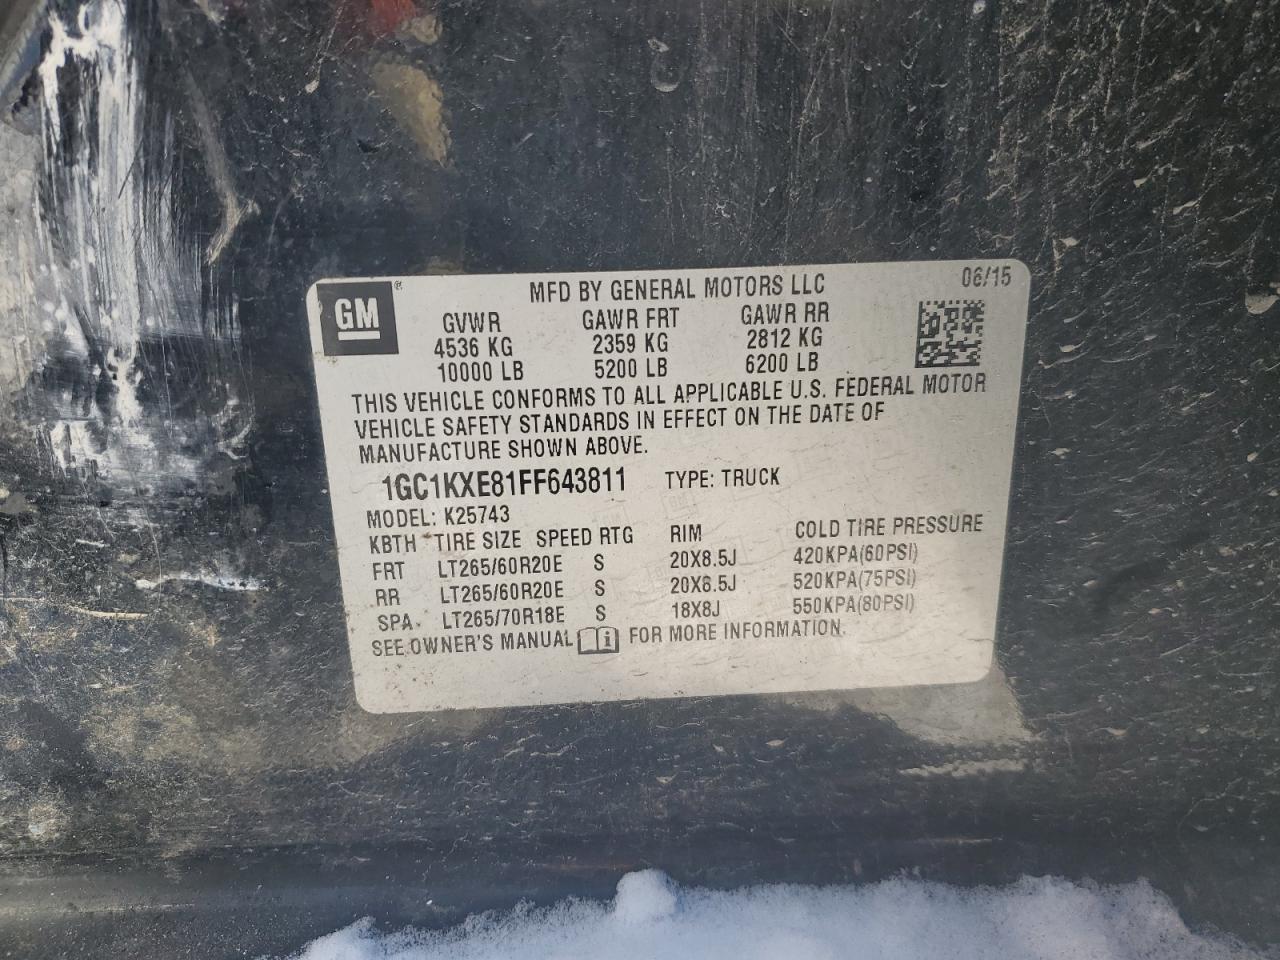 GM ®
MFD BY GENERAL MOTORS LLC 06/15
GVWR GAWR FRT GAWR RR
4536 KG 2359 KG 2812 KG
10000 LB 5200 LB 6200 LB
THIS VEHICLE CONFORMS TO ALL APPLICABLE U.S. FEDERAL MOTOR
VEHICLE SAFETY STANDARDS IN EFFECT ON THE DATE OF
MANUFACTURE SHOWN ABOVE.
1GC1KXE81FF643811 TYPE: TRUCK
MODEL: K25743
KBTH TIRE SIZE SPEED RTG RIM COLD TIRE PRESSURE
FRT LT265/60R20E S 20X8.5J 420KPA(60PSI)
RR LT265/60R20E S 20X8.5J 520KPA(75PSI)
SPA LT265/70R18E S 18X8J 550KPA(80PSI)
SEE OWNER'S MANUAL FOR MORE INFORMATION.